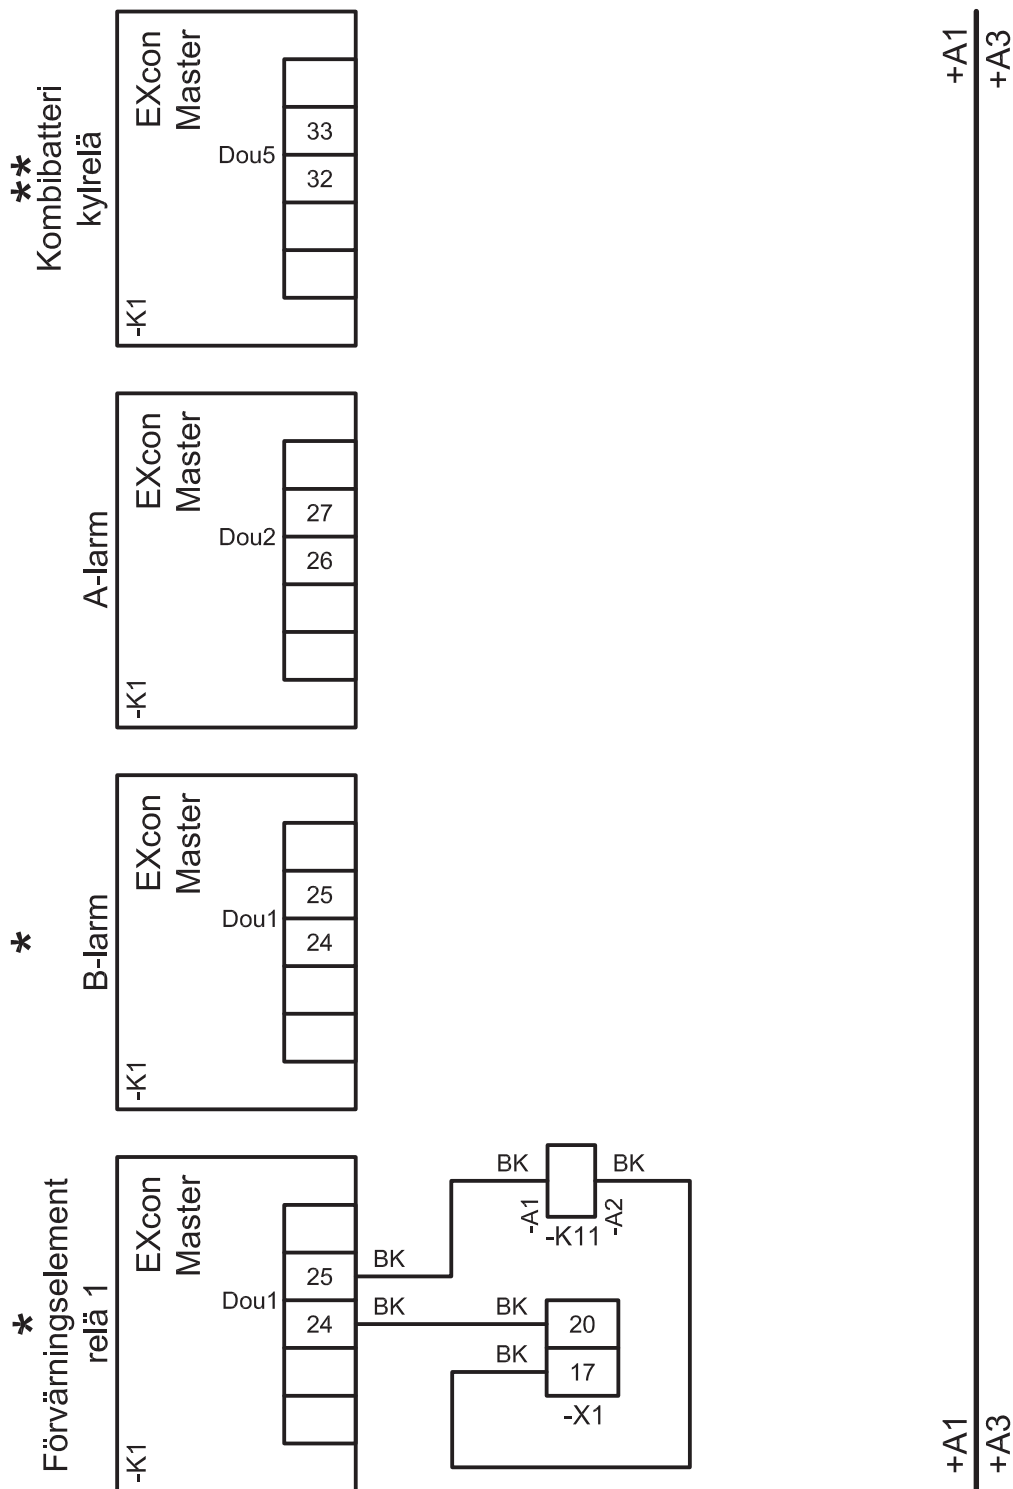 **
Kombibatteri
kylrelä
-K1
EXcon
Master
Dou5
33
32
A-larm
-K1
EXcon
Master
Dou2
27
26
*
B-larm
-K1
EXcon
Master
Dou1
25
24
*
Förvärningselement
relä 1
-K1
EXcon
Master
Dou1
25
24
BK
BK
BK
BK
-A1
-K11
-A2
BK
BK
20
17
-X1
+A1
+A3
+A1
+A3